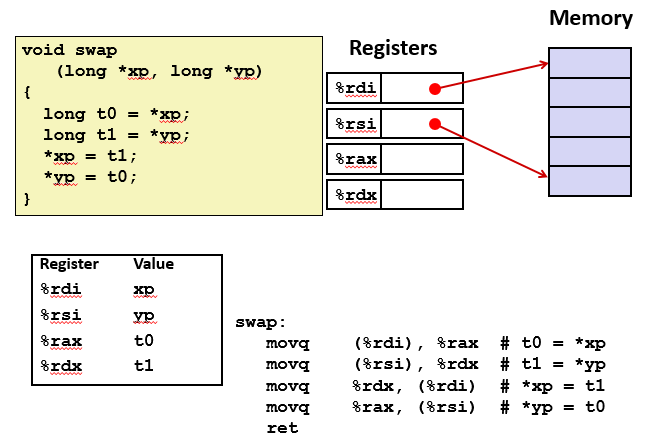 Memory
Registers
void swap
(long *xp, long *yp)
{
long t0 = *xp;
long t1 = *yp;
*xp = t1;
*yp = t0;
}
%rdi
%rsi
%rax
%rdx
Register Value
%rdi xp
%rsi yp
%rax t0
%rdx t1
swap:
movq (%rdi), %rax # t0 = *xp
movq (%rsi), %rdx # t1 = *yp
movq %rdx, (%rdi) # *xp = t1
movq %rax, (%rsi) # *yp = t0
ret